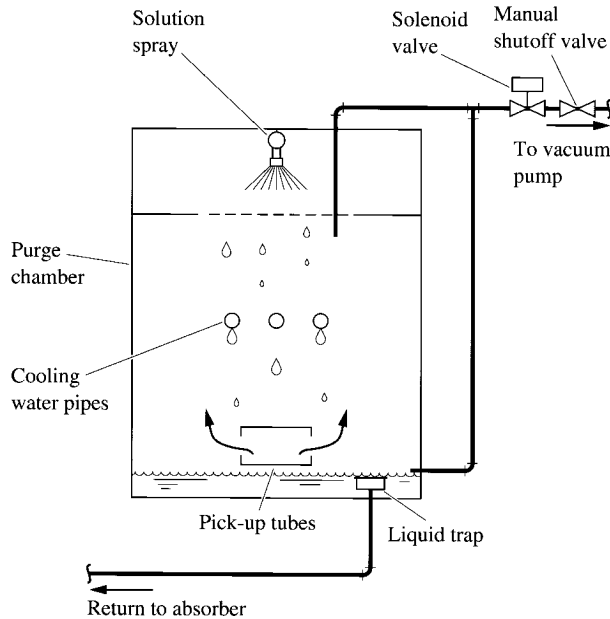 Solution
spray
Solenoid
valve
Manual
shutoff valve
To vacuum
pump
Purge
chamber
Cooling
water pipes
Pick-up tubes
Liquid trap
Return to absorber